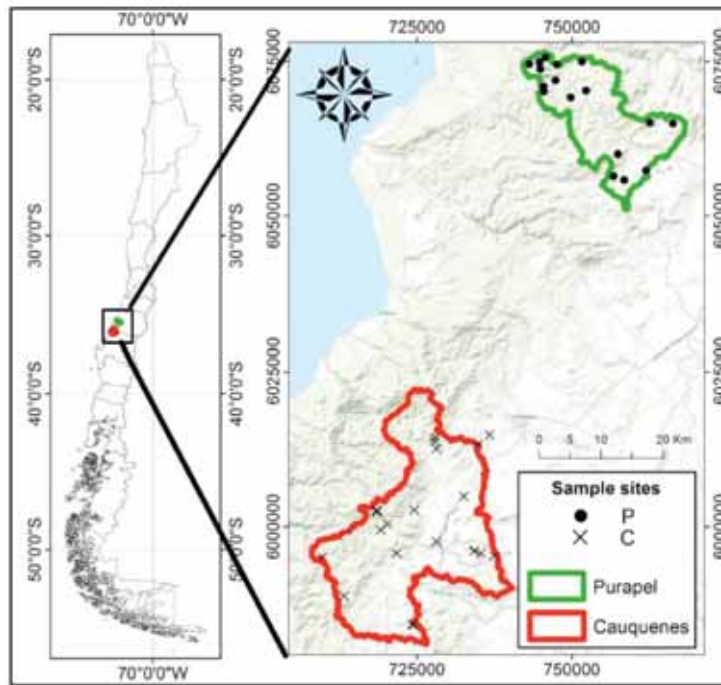 70°0'0"W
20°0'0"S
30°0'0"S
40°0'0"S
50°0'0"S
20°0'0"S
30°0'0"S
40°0'0"S
50°0'0"S
70°0'0"W
725000 750000
6075000
6050000
6025000
6000000
6075000
6050000
6025000
6000000
0 5 10 20 Km
Sample sites
P
C
Purapel
Cauquenes
725000 750000